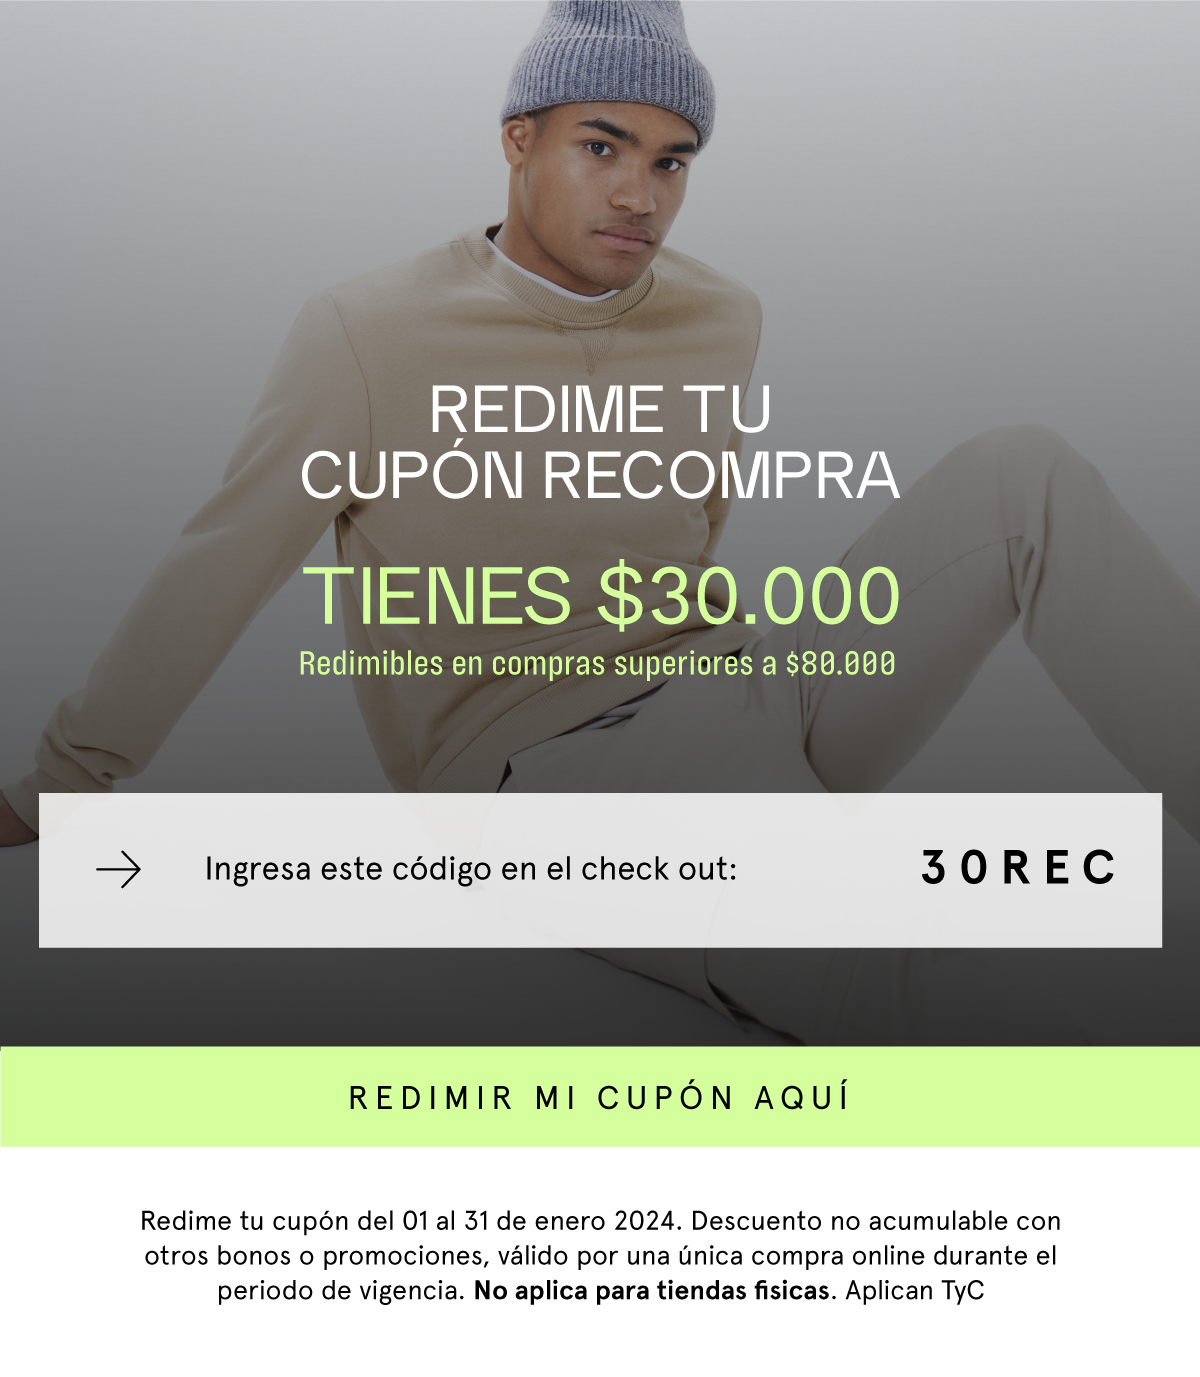 REDIME TU
CUPÓN RECOMPRA
TIENES $30.000
Redimibles en compras superiores a $80.000
Ingresa este código en el check out:
30REC
REDIMIR MI CUPÓN AQUÍ
Redime tu cupón del 01 al 31 de enero 2024. Descuento no acumulable con
otros bonos o promociones, válido por una única compra online durante el
periodo de vigencia. No aplica para tiendas fisicas. Aplican TyC